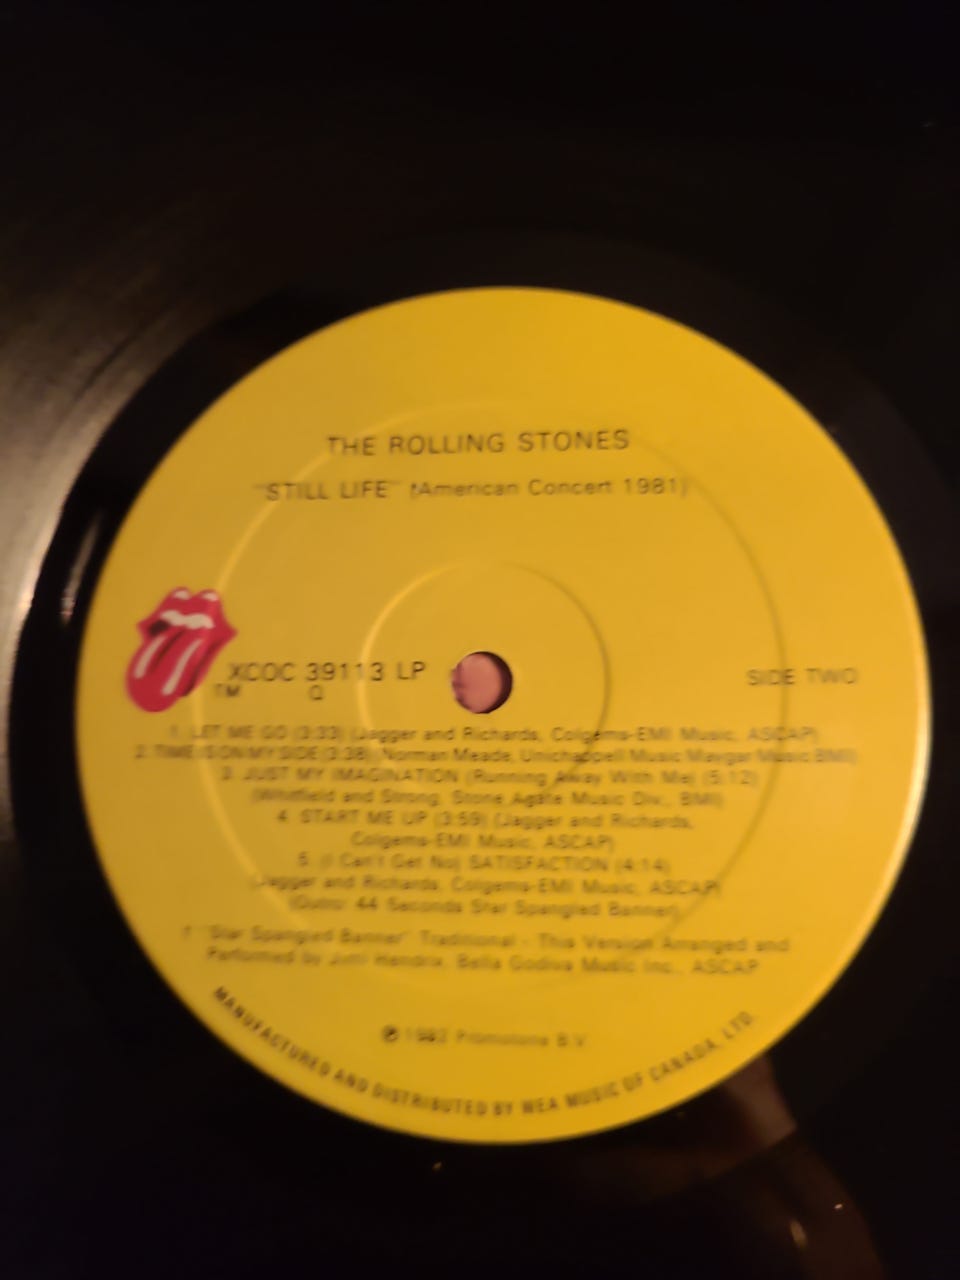 THE ROLLING STONES
"STILL LIFE" (American Concert 1981)
XCOC 39113 LP
TM
Q
SIDE TWO
1. LET ME GO (3:33) (Jagger and Richards, Colgems-EMI Music, ASCAP)
2. TIME IS ON MY SIDE (3:38) (Norman Meade, Unichappell Music Maygar Music BMI)
3. JUST MY IMAGINATION (Running Away With Me) (5:12)
(Whitfield and Strong, Stone Agate Music Div., BMI)
4. START ME UP (3:59) (Jagger and Richards,
Colgems-EMI Music, ASCAP)
5. (I Can't Get No) SATISFACTION (4:14)
(Jagger and Richards, Colgems-EMI Music, ASCAP)
(Outro: 44 Seconds Star Spangled Banner)
"Star Spangled Banner" Traditional - This Version Arranged and
Performed by Jimi Hendrix, Bella Godiva Music Inc., ASCAP
℗ 1982 Promotone B.V.
MANUFACTURED AND DISTRIBUTED BY WEA MUSIC OF CANADA, LTD.